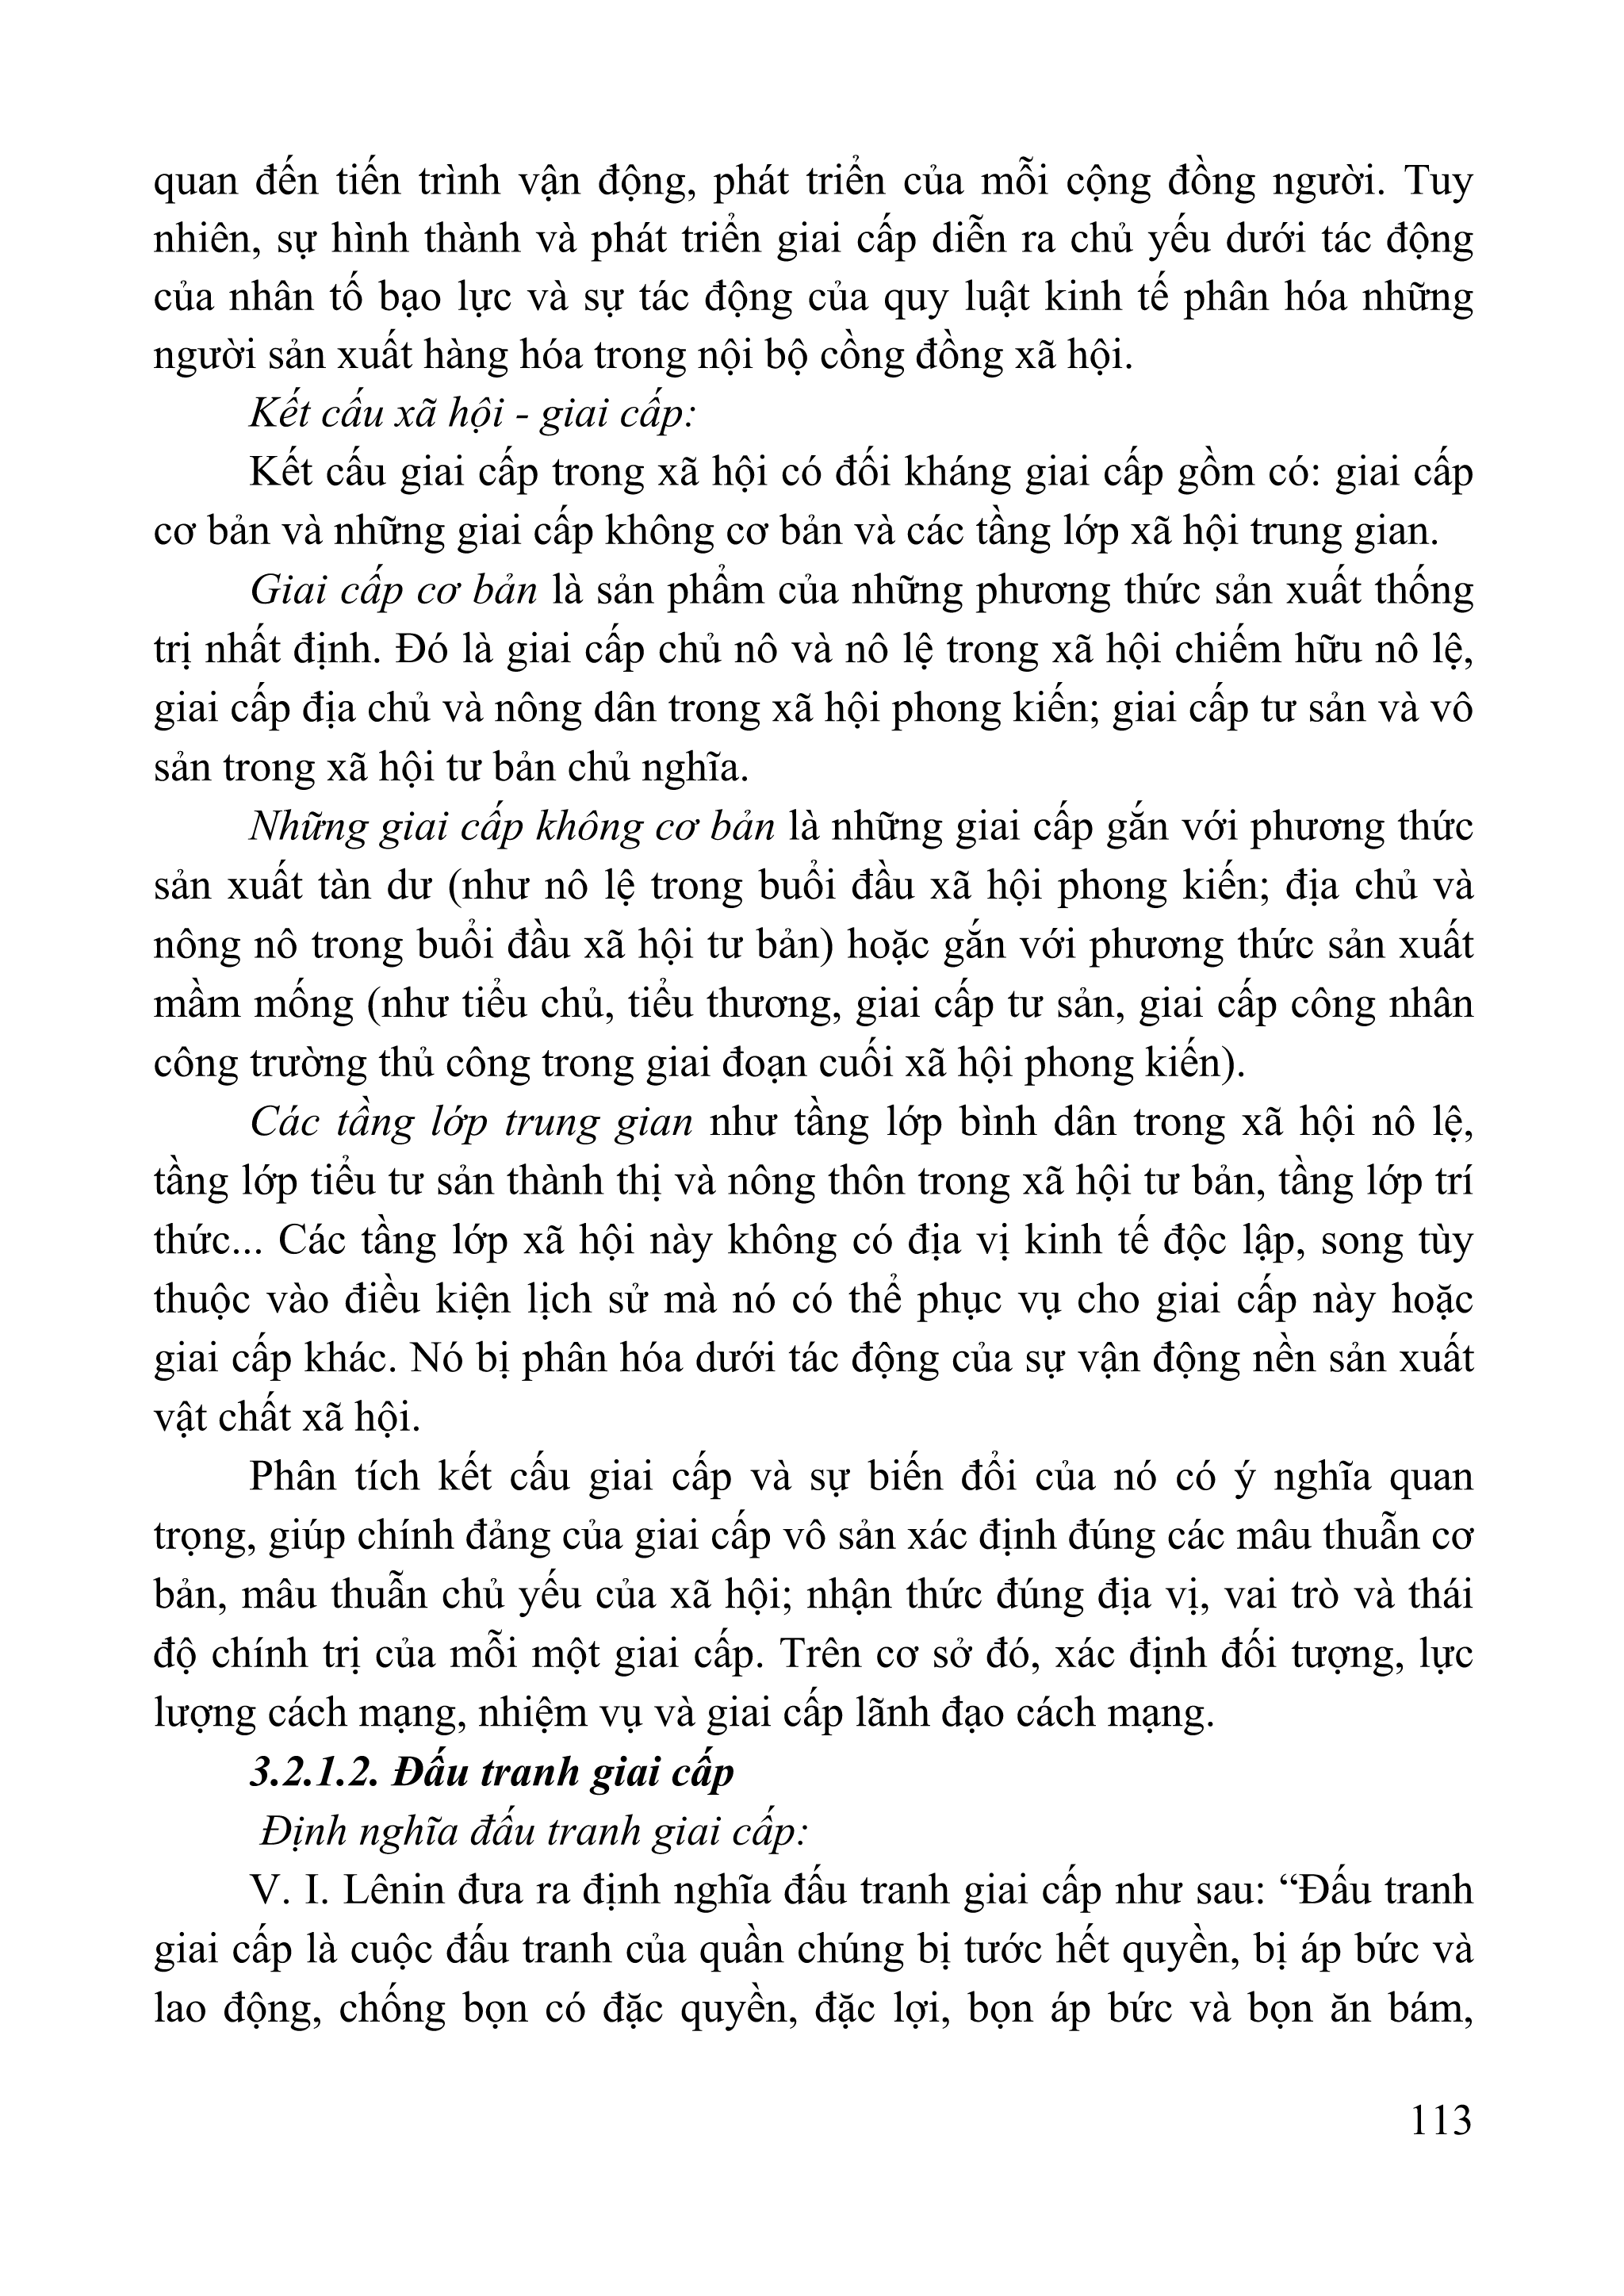 quan đến tiến trình vận động, phát triển của mỗi cộng đồng người. Tuy
nhiên, sự hình thành và phát triển giai cấp diễn ra chủ yếu dưới tác động
của nhân tố bạo lực và sự tác động của quy luật kinh tế phân hóa những
người sản xuất hàng hóa trong nội bộ cồng đồng xã hội.
Kết cấu xã hội - giai cấp:
Kết cấu giai cấp trong xã hội có đối kháng giai cấp gồm có: giai cấp
cơ bản và những giai cấp không cơ bản và các tầng lớp xã hội trung gian.
Giai cấp cơ bản là sản phẩm của những phương thức sản xuất thống
trị nhất định. Đó là giai cấp chủ nô và nô lệ trong xã hội chiếm hữu nô lệ,
giai cấp địa chủ và nông dân trong xã hội phong kiến; giai cấp tư sản và vô
sản trong xã hội tư bản chủ nghĩa.
Những giai cấp không cơ bản là những giai cấp gắn với phương thức
sản xuất tàn dư (như nô lệ trong buổi đầu xã hội phong kiến; địa chủ và
nông nô trong buổi đầu xã hội tư bản) hoặc gắn với phương thức sản xuất
mầm mống (như tiểu chủ, tiểu thương, giai cấp tư sản, giai cấp công nhân
công trường thủ công trong giai đoạn cuối xã hội phong kiến).
Các tầng lớp trung gian như tầng lớp bình dân trong xã hội nô lệ,
tầng lớp tiểu tư sản thành thị và nông thôn trong xã hội tư bản, tầng lớp trí
thức... Các tầng lớp xã hội này không có địa vị kinh tế độc lập, song tùy
thuộc vào điều kiện lịch sử mà nó có thể phục vụ cho giai cấp này hoặc
giai cấp khác. Nó bị phân hóa dưới tác động của sự vận động nền sản xuất
vật chất xã hội.
Phân tích kết cấu giai cấp và sự biến đổi của nó có ý nghĩa quan
trọng, giúp chính đảng của giai cấp vô sản xác định đúng các mâu thuẫn cơ
bản, mâu thuẫn chủ yếu của xã hội; nhận thức đúng địa vị, vai trò và thái
độ chính trị của mỗi một giai cấp. Trên cơ sở đó, xác định đối tượng, lực
lượng cách mạng, nhiệm vụ và giai cấp lãnh đạo cách mạng.
3.2.1.2. Đấu tranh giai cấp
Định nghĩa đấu tranh giai cấp:
V. I. Lênin đưa ra định nghĩa đấu tranh giai cấp như sau: “Đấu tranh
giai cấp là cuộc đấu tranh của quần chúng bị tước hết quyền, bị áp bức và
lao động, chống bọn có đặc quyền, đặc lợi, bọn áp bức và bọn ăn bám,
113